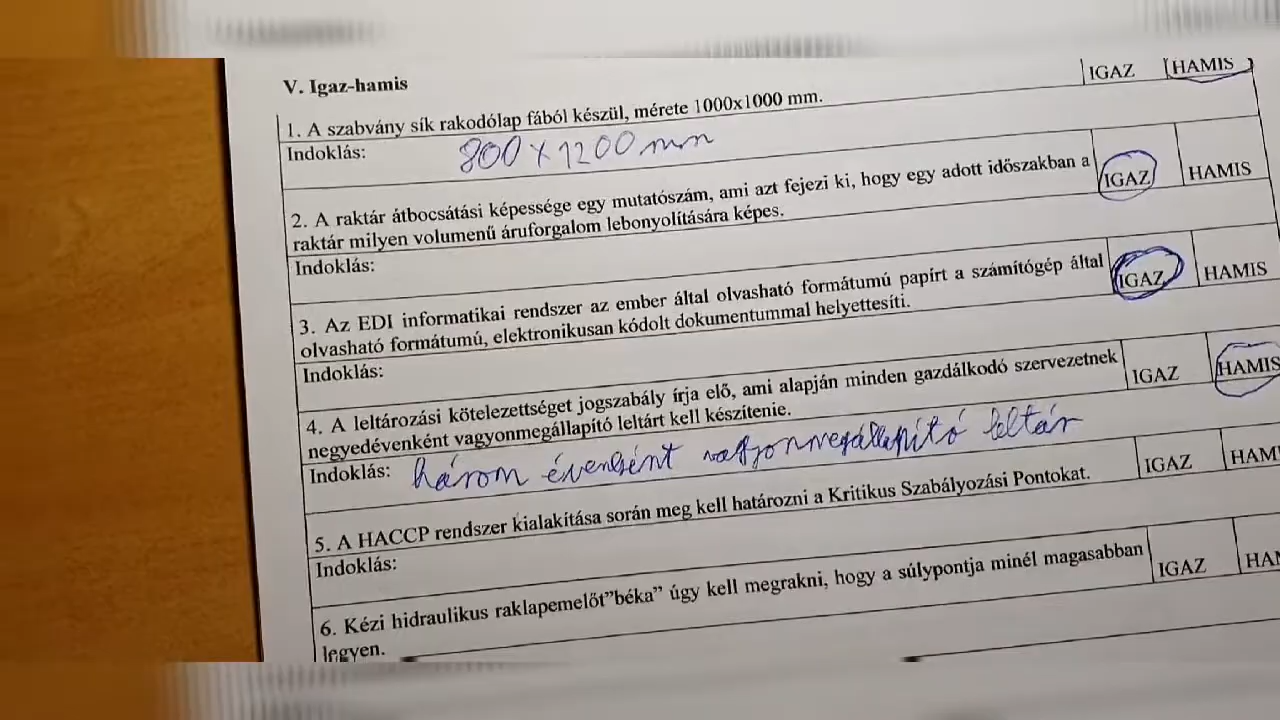 V. Igaz-hamis
1. A szabvány sík rakodólap fából készül, mérete 1000x1000 mm. IGAZ HAMIS
Indoklás: 800 x 1200 mm
2. A raktár átbocsátási képessége egy mutatószám, ami azt fejezi ki, hogy egy adott időszakban a IGAZ HAMIS
raktár milyen volumenű áruforgalom lebonyolítására képes.
Indoklás:
3. Az EDI informatikai rendszer az ember által olvasható formátumú papírt a számítógép által IGAZ HAMIS
olvasható formátumú, elektronikusan kódolt dokumentummal helyettesíti.
Indoklás:
4. A leltározási kötelezettséget jogszabály írja elő, ami alapján minden gazdálkodó szervezetnek IGAZ HAMIS
negyedévenként vagyonmegállapító leltárt kell készítenie.
Indoklás: három évenként vagyonmegállapító leltár
5. A HACCP rendszer kialakítása során meg kell határozni a Kritikus Szabályozási Pontokat. IGAZ HAM
Indoklás:
6. Kézi hidraulikus raklapemelőt"béka" úgy kell megrakni, hogy a súlypontja minél magasabban IGAZ HA
legyen.